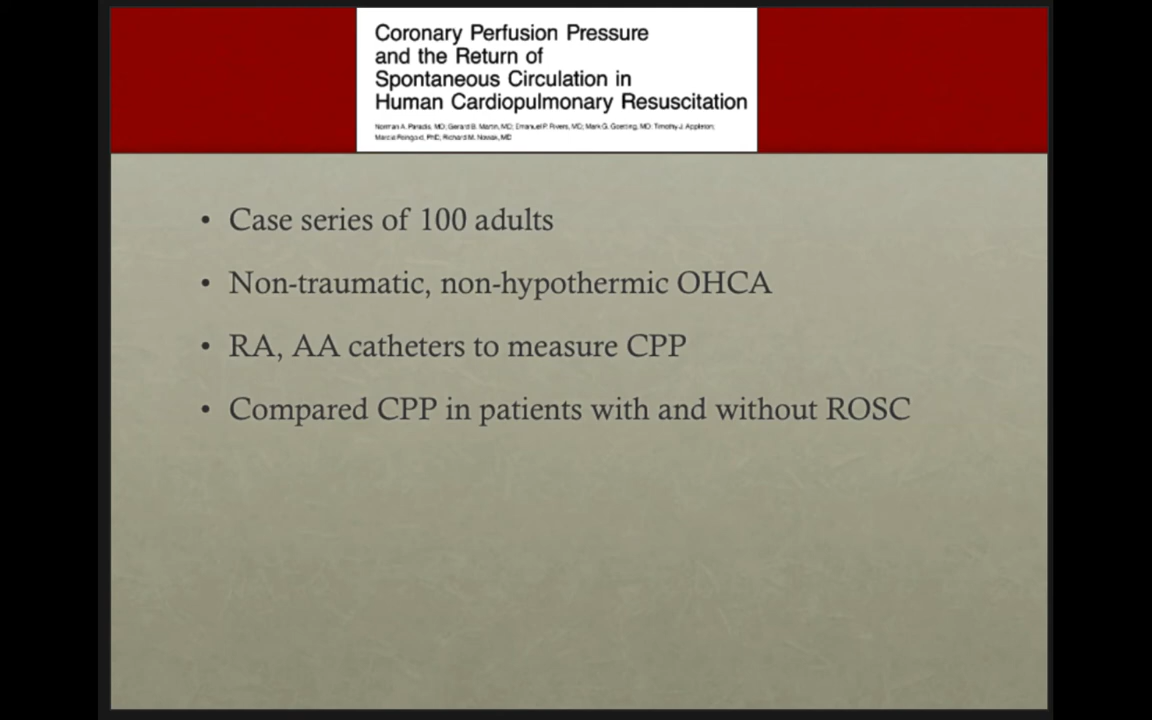 Coronary Perfusion Pressure
and the Return of
Spontaneous Circulation in
Human Cardiopulmonary Resuscitation
Norman A. Paradis, MD; Gerard B. Martin, MD; Emanuel P. Rivers, MD; Mark G. Goetting, MD; Timothy J. Appleton;
Marcia Feingold, PhD; Richard M. Nowak, MD
• Case series of 100 adults
• Non-traumatic, non-hypothermic OHCA
• RA, AA catheters to measure CPP
• Compared CPP in patients with and without ROSC